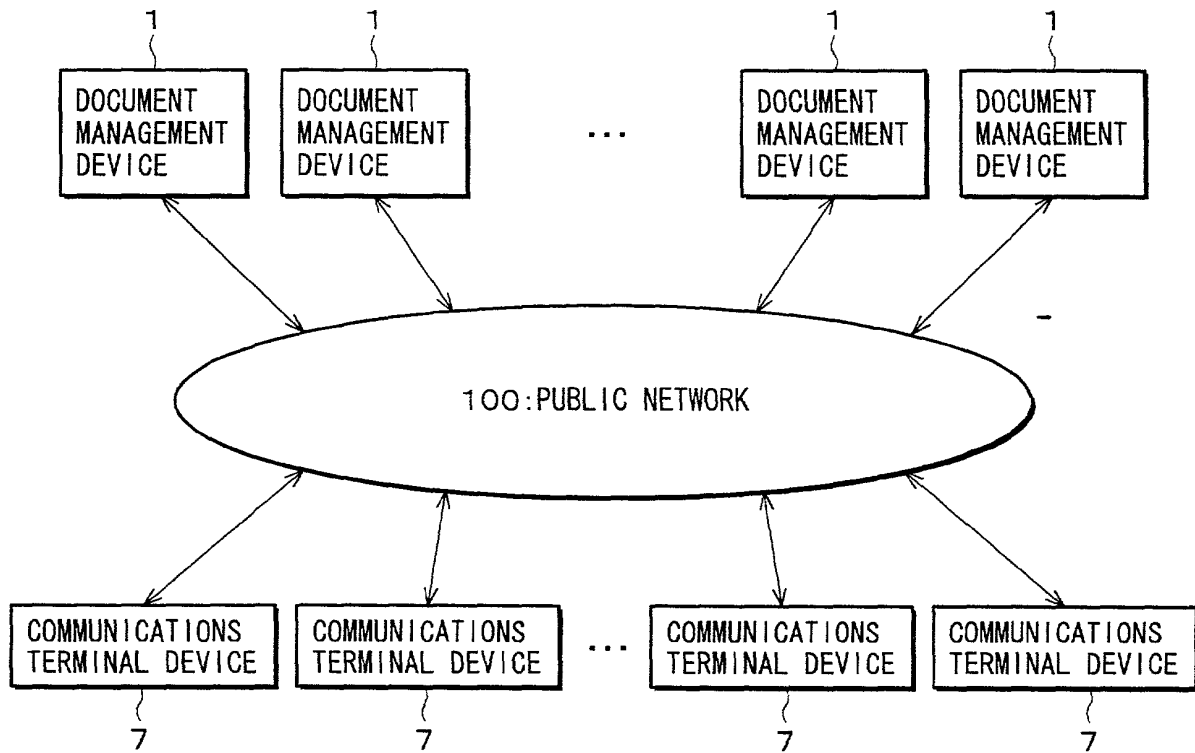 1 1 1 1
DOCUMENT
MANAGEMENT
DEVICE
DOCUMENT
MANAGEMENT
DEVICE
...
DOCUMENT
MANAGEMENT
DEVICE
DOCUMENT
MANAGEMENT
DEVICE
100:PUBLIC NETWORK
COMMUNICATIONS
TERMINAL DEVICE
COMMUNICATIONS
TERMINAL DEVICE
...
COMMUNICATIONS
TERMINAL DEVICE
COMMUNICATIONS
TERMINAL DEVICE
7 7 7 7